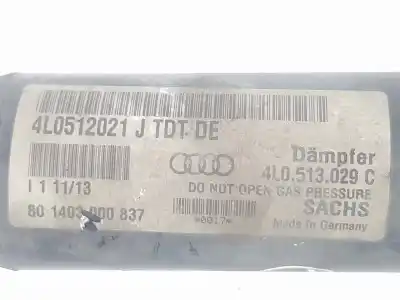 4L0512021 J TDT DE
Dämpfer
4L0.513.029 C
I 1 11/13
DO NOT OPEN GAS PRESSURE
80 1403 000 837
*0017*
SACHS
Made in Germany